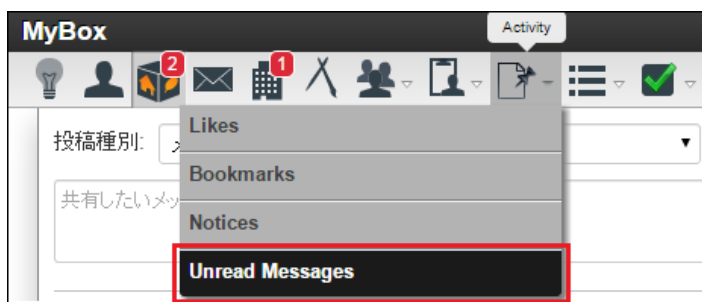 MyBox
Activity
2
1
Likes
投稿種別:
Bookmarks
共有したいメッ
Notices
Unread Messages